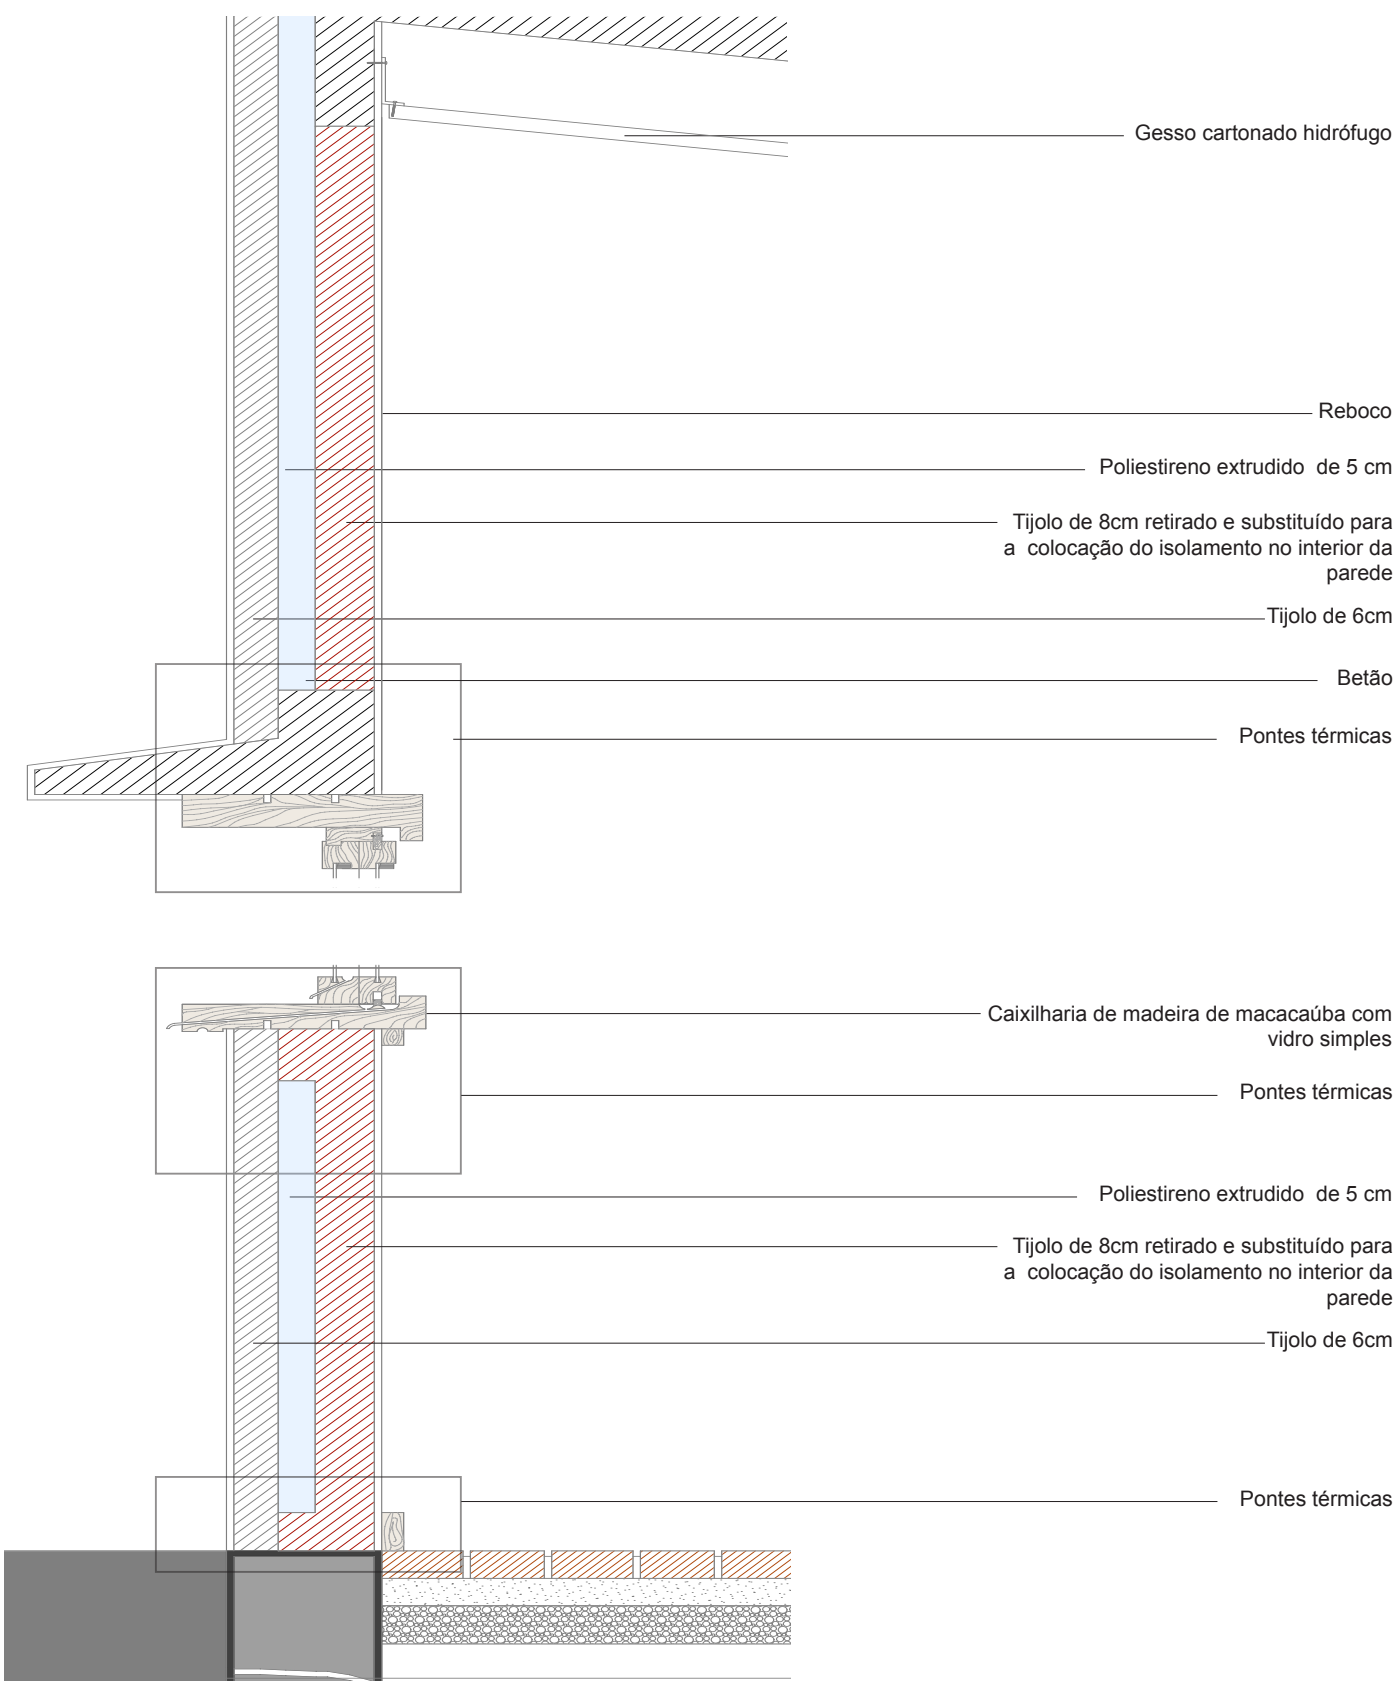 Gesso cartonado hidrófugo
Reboco
Poliestireno extrudido de 5 cm
Tijolo de 8cm retirado e substituído para
a colocação do isolamento no interior da
parede
Tijolo de 6cm
Betão
Pontes térmicas
Caixilharia de madeira de macacaúba com
vidro simples
Pontes térmicas
Poliestireno extrudido de 5 cm
Tijolo de 8cm retirado e substituído para
a colocação do isolamento no interior da
parede
Tijolo de 6cm
Pontes térmicas